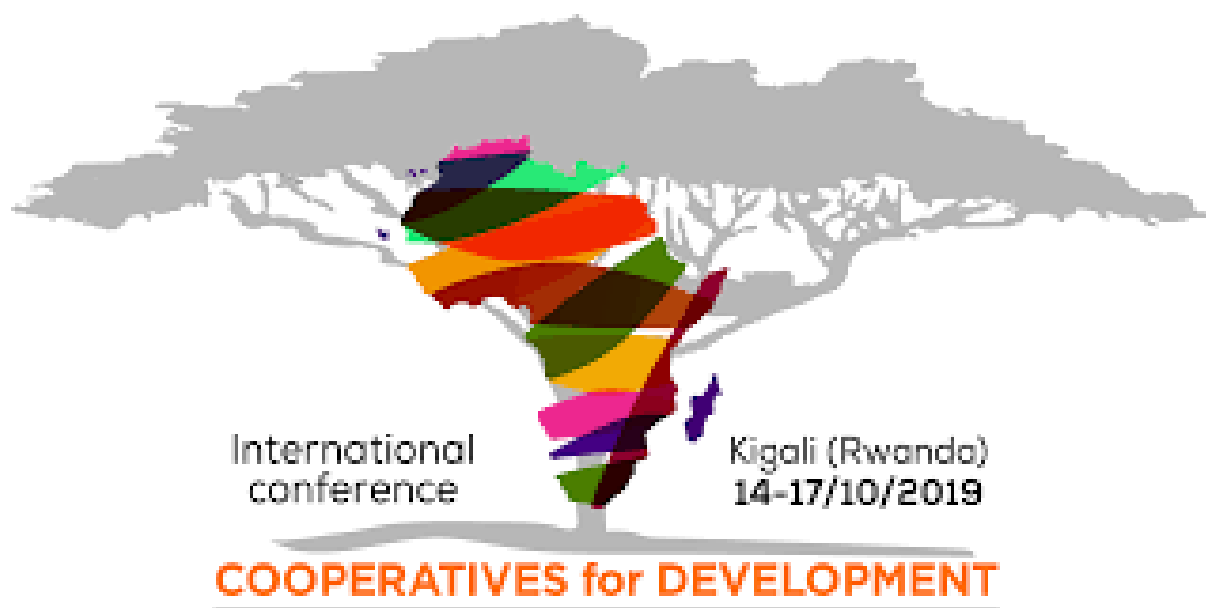 International
conference
Kigali (Rwanda)
14-17/10/2019
COOPERATIVES for DEVELOPMENT